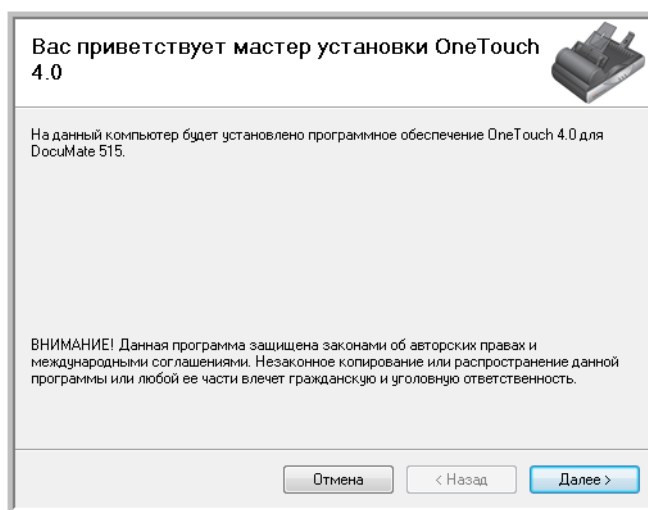 Вас приветствует мастер установки OneTouch
4.0
На данный компьютер будет установлено программное обеспечение OneTouch 4.0 для
DocuMate 515.
ВНИМАНИЕ! Данная программа защищена законами об авторских правах и
международными соглашениями. Незаконное копирование или распространение данной
программы или любой ее части влечет гражданскую и уголовную ответственность.
Отмена
< Назад
Далее >